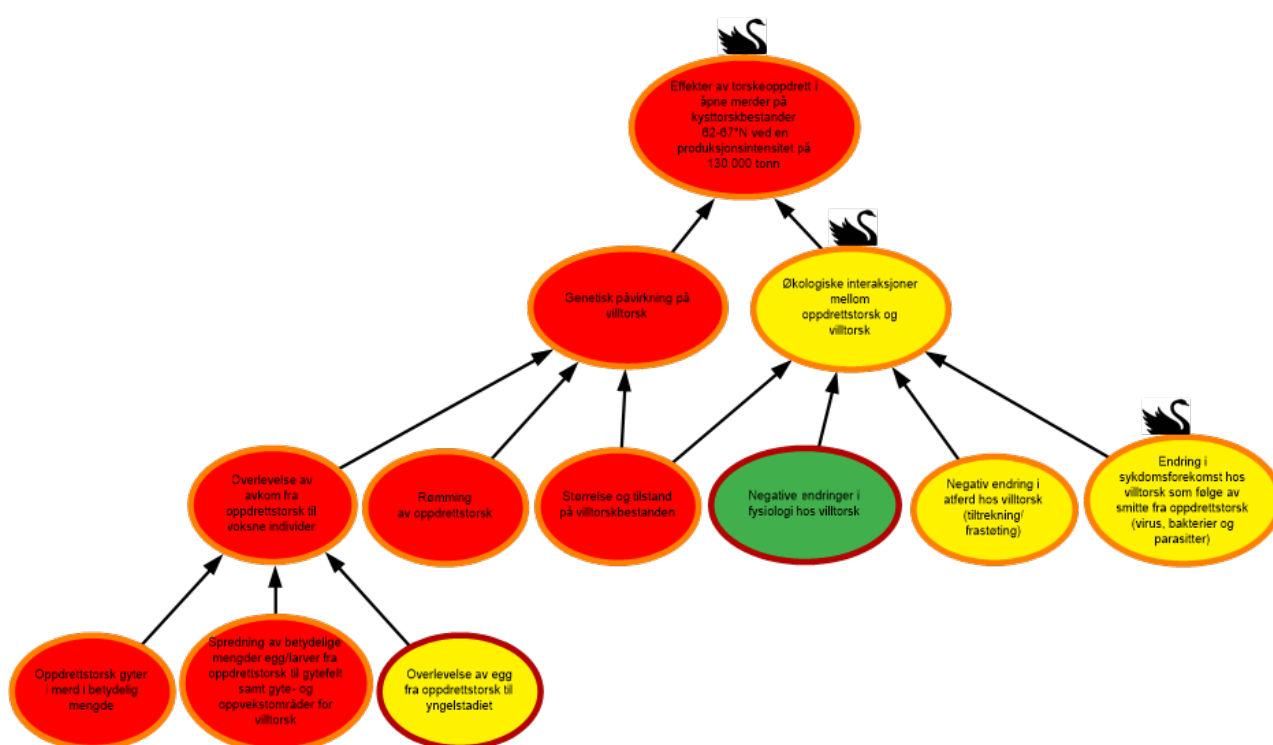 Effekter av torskeoppdrett i
åpne merder på
kysttorskbestander
62-67°N ved en
produksjonsintensitet på
130 000 tonn
Genetisk påvirkning på
villtorsk
Økologiske interaksjoner
mellom
oppdrettstorsk og
villtorsk
Overlevelse av
avkom fra
oppdrettstorsk til
voksne individer
Rømming
av oppdrettstorsk
Størrelse og tilstand
på villtorskbestanden
Negative endringer i
fysiologi hos villtorsk
Negativ endring i
atferd hos villtorsk
(tiltrekning/
frastøting)
Endring i
sykdomsforekomst hos
villtorsk som følge av
smitte fra oppdrettstorsk
(virus, bakterier og
parasitter)
Oppdrettstorsk gyter
i merd i betydelig
mengde
Spredning av betydelige
mengder egg/larver fra
oppdrettstorsk til gytefelt
samt gyte- og
oppvekstområder for
villtorsk
Overlevelse av egg
fra oppdrettstorsk til
yngelstadiet